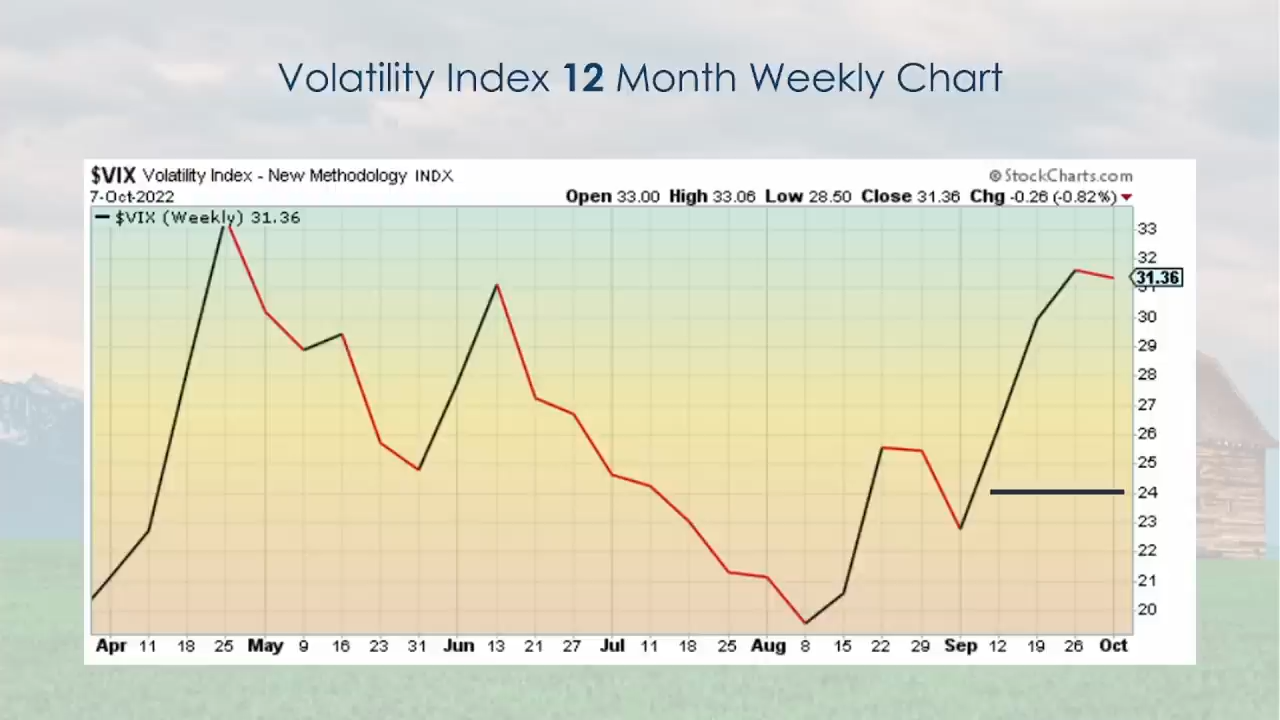 Volatility Index 12 Month Weekly Chart
$VIX Volatility Index - New Methodology INDX
© StockCharts.com
7-Oct-2022
Open 33.00 High 33.06 Low 28.50 Close 31.36 Chg -0.26 (-0.82%)
$VIX (Weekly) 31.36
33
32
31.36
31
30
29
28
27
26
25
24
23
22
21
20
Apr 11 18 25 May 9 16 23 31 Jun 13 21 27 Jul 11 18 25 Aug 8 15 22 29 Sep 12 19 26 Oct